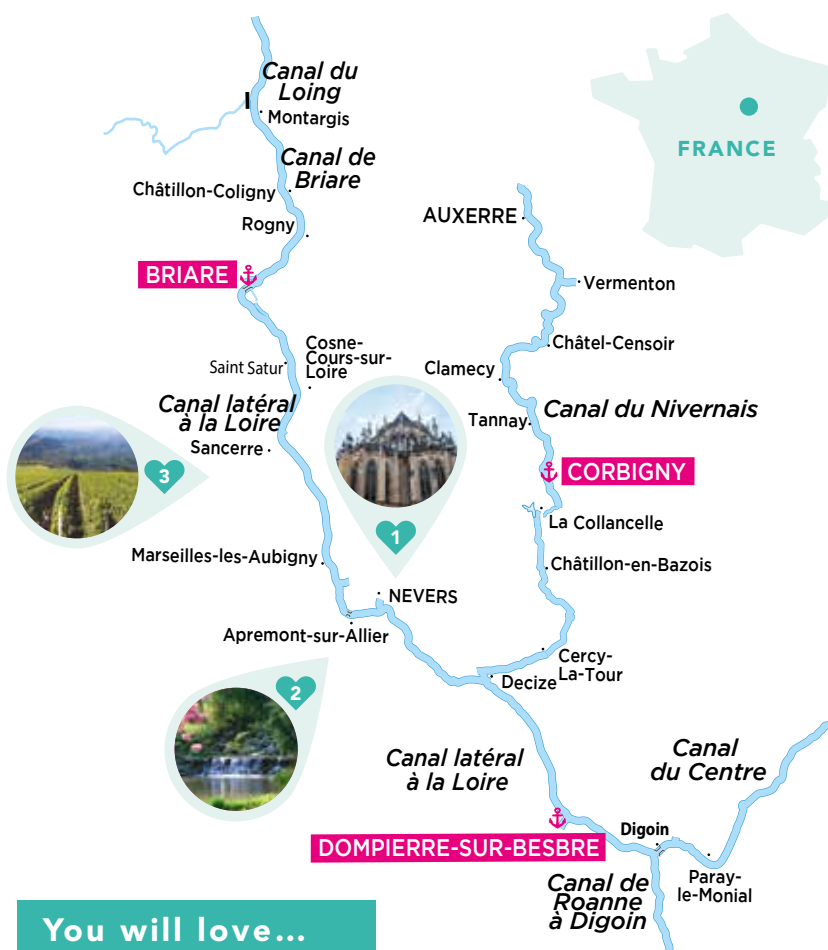 Canal du
Loing
Montargis
Canal de
Briare
Châtillon-Coligny
Rogny
BRIARE
FRANCE
AUXERRE
Vermenton
Châtel-Censoir
Clamecy
Tannay
Canal du Nivernais
CORBIGNY
La Collancelle
Châtillon-en-Bazois
Cercy-
La-Tour
Decize
Cosne-
Cours-sur-
Loire
Saint Satur
Canal latéral
à la Loire
Sancerre
3
1
Marseilles-les-Aubigny
NEVERS
Apremont-sur-Allier
2
Canal latéral
à la Loire
Canal
du Centre
DOMPIERRE-SUR-BESBRE
Digoin
Paray-
le-Monial
Canal de
Roanne
à Digoin
You will love...